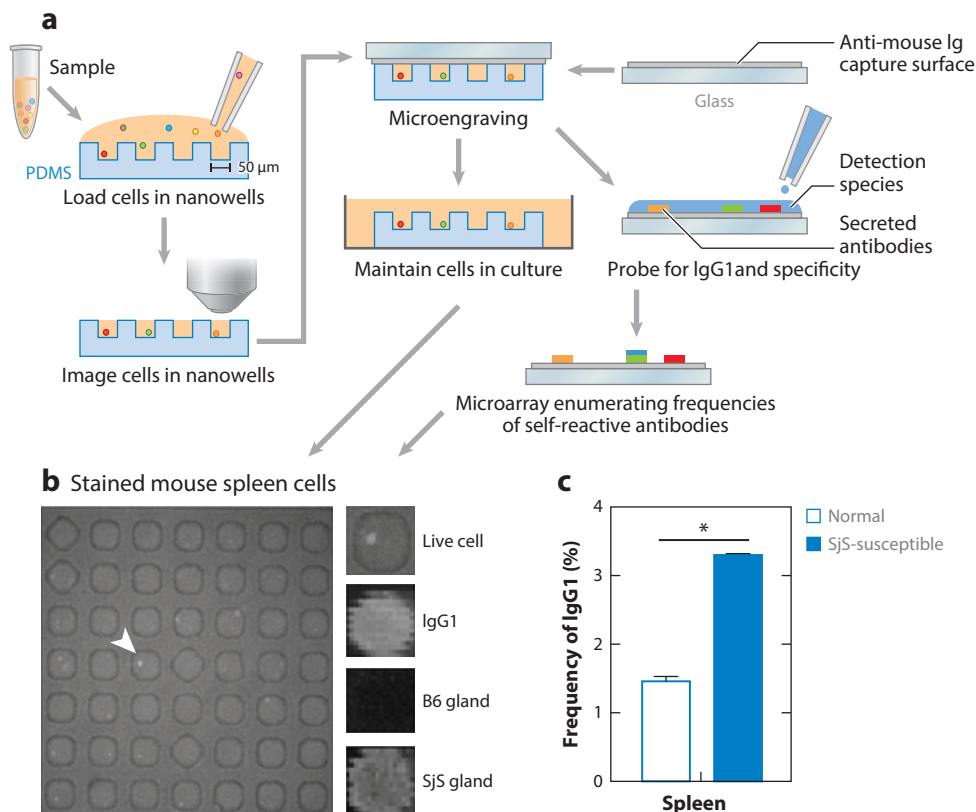 a
Sample
PDMS
50 μm
Load cells in nanowells
Image cells in nanowells
Microengraving
Anti-mouse Ig
capture surface
Glass
Maintain cells in culture
Detection
species
Secreted
antibodies
Probe for IgG1 and specificity
Microarray enumerating frequencies
of self-reactive antibodies
b Stained mouse spleen cells
Live cell
IgG1
B6 gland
SjS gland
c
Frequency of IgG1 (%)
4
3
2
1
0
*
Spleen
Normal
SjS-susceptible